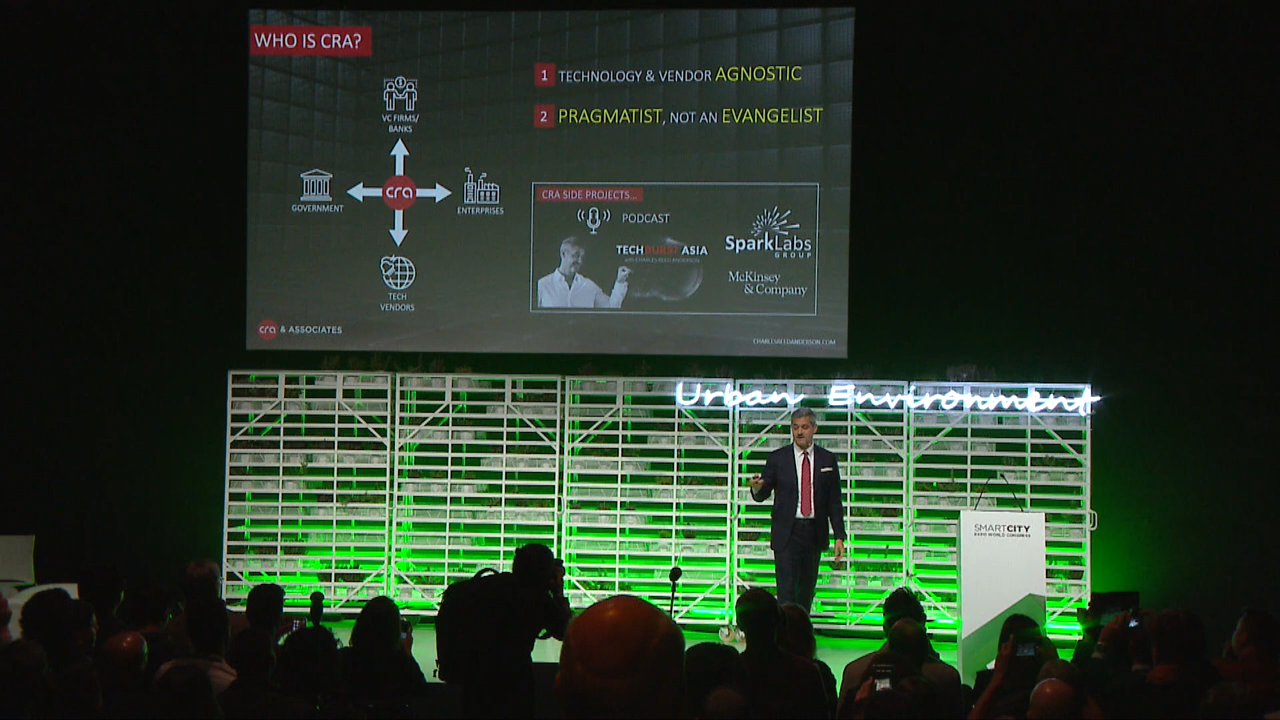 WHO IS CRA?
1 TECHNOLOGY & VENDOR AGNOSTIC
2 PRAGMATIST, NOT AN EVANGELIST
VC FIRMS/
BANKS
GOVERNMENT
cra
ENTERPRISES
TECH
VENDORS
CRA SIDE PROJECTS...
PODCAST
TECHBURST ASIA
SparkLabs
GROUP
McKinsey
& Company
cra & ASSOCIATES
CHARLESREEDANDERSON.COM
Urban Environment
SMARTCITY
EXPO WORLD CONGRESS